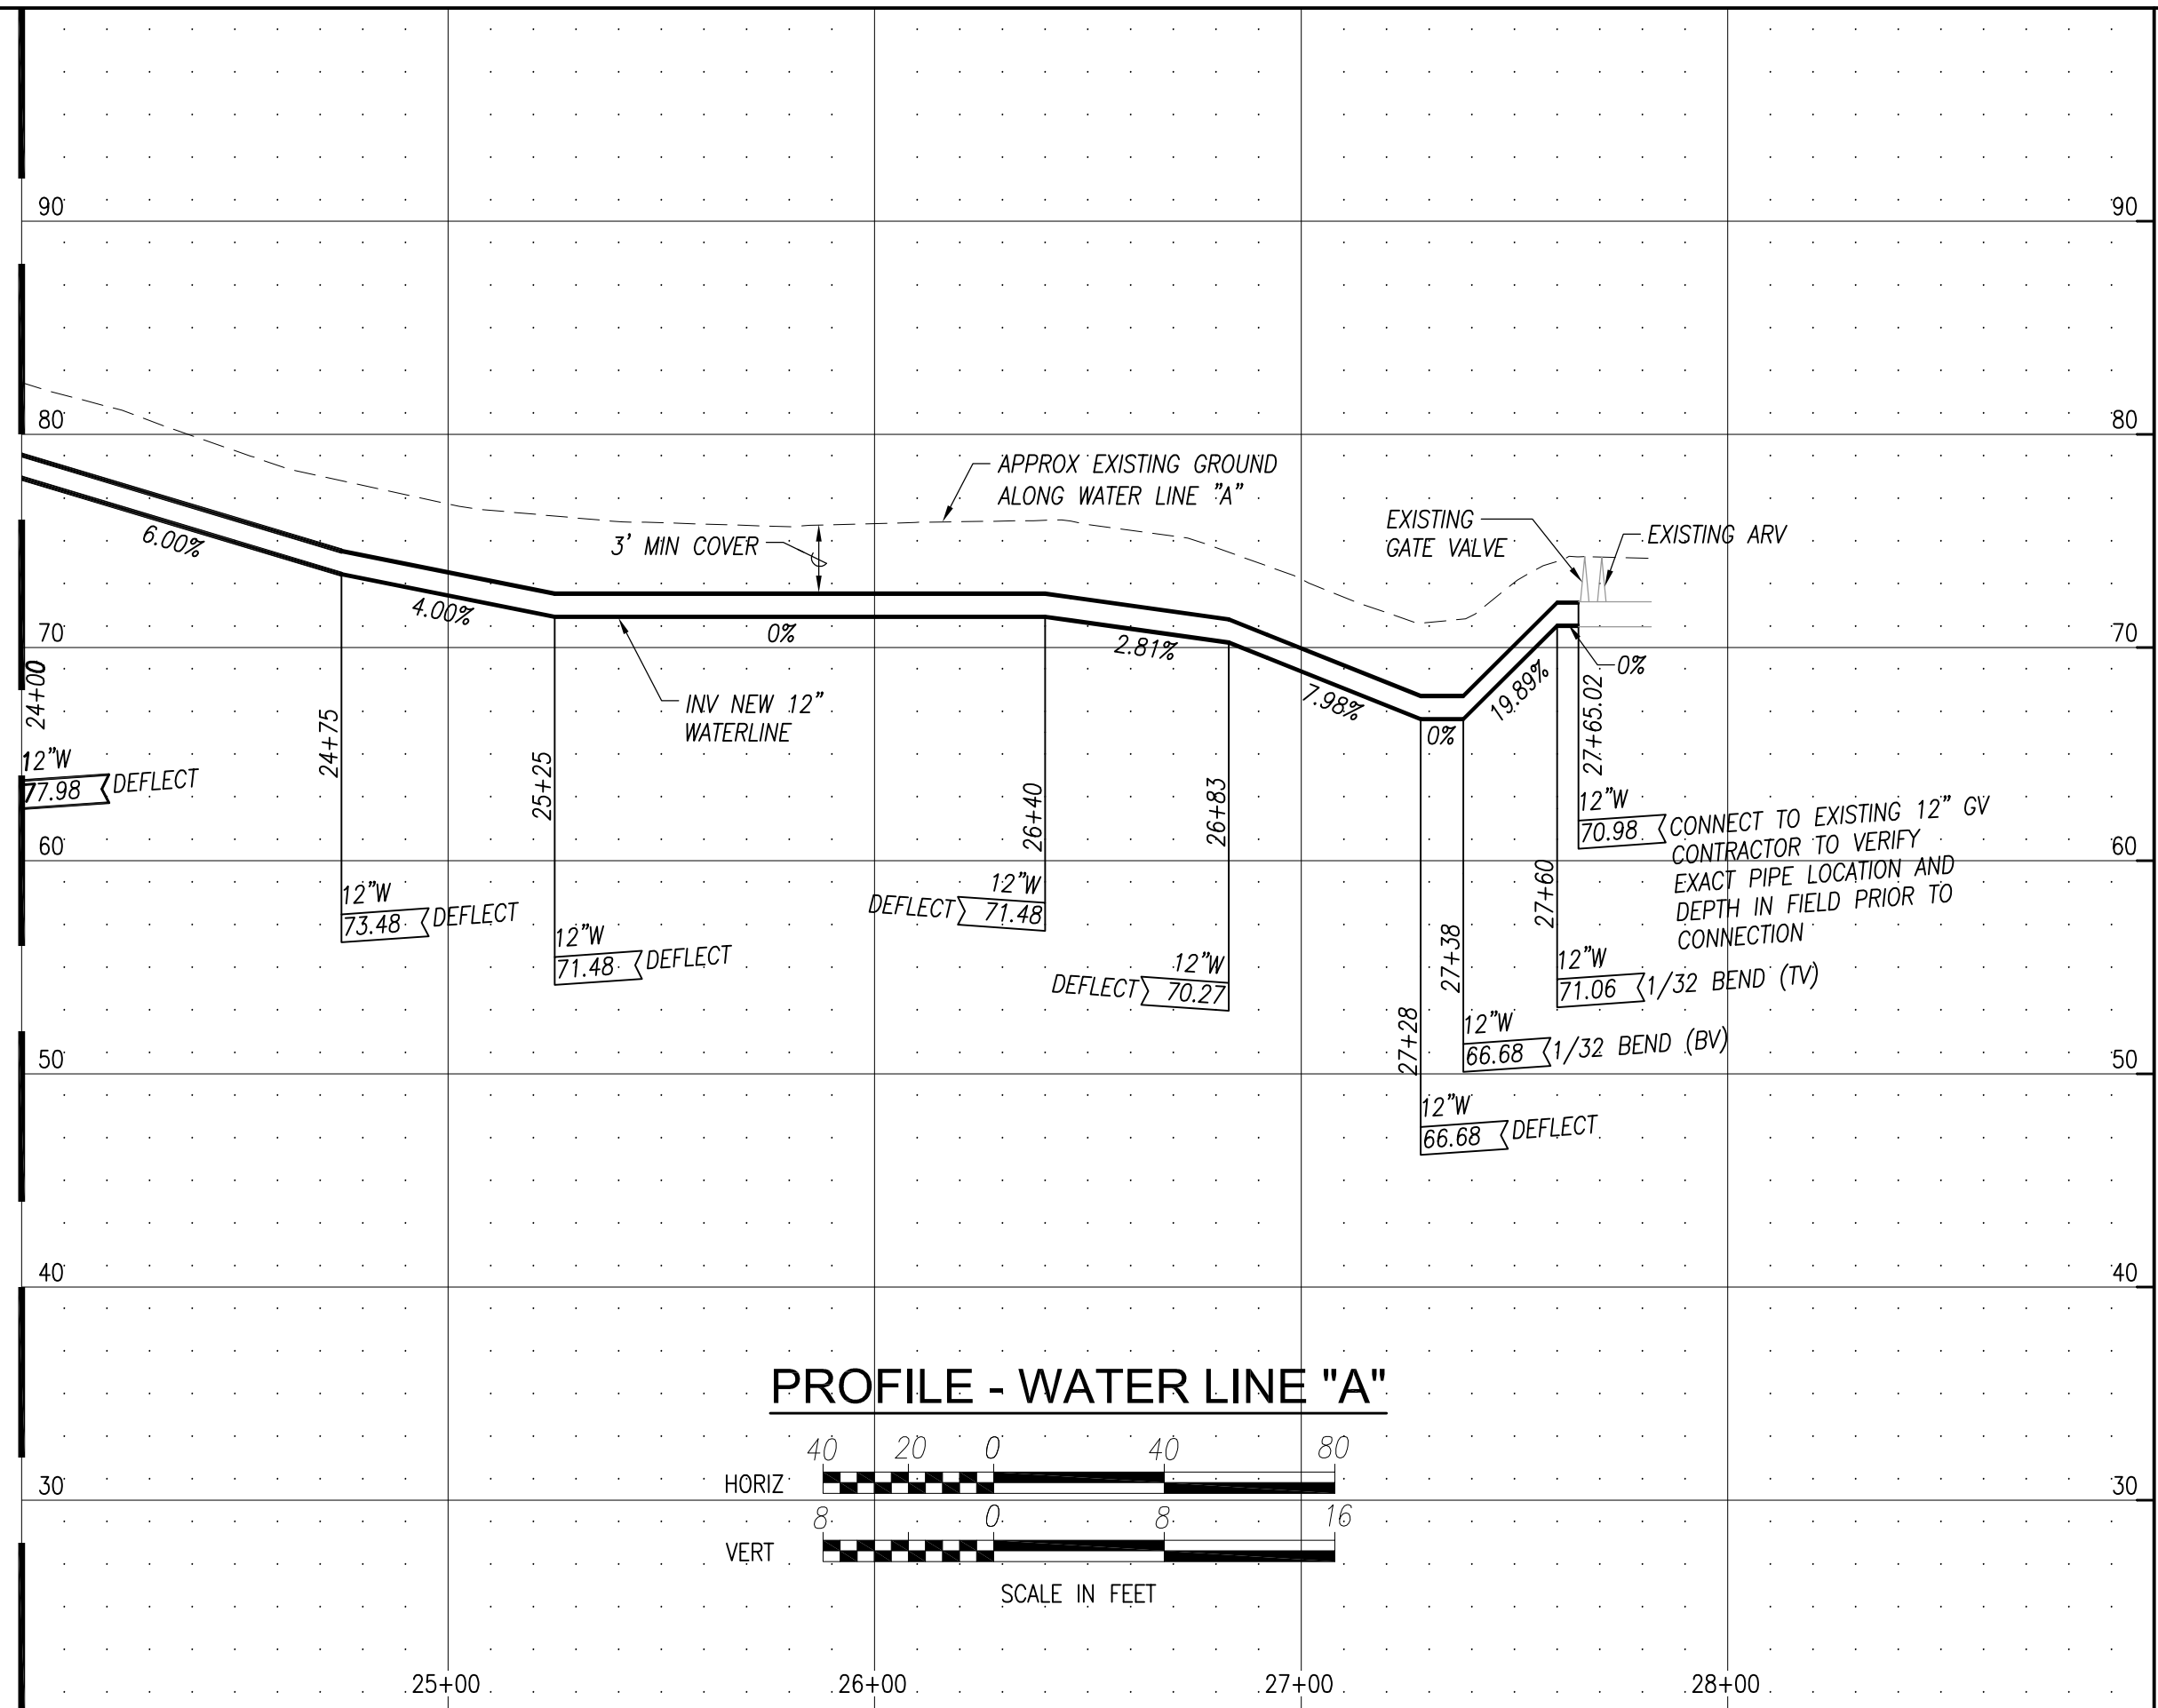 90
90
80
80
APPROX EXISTING GROUND
ALONG WATER LINE "A"
3' MIN COVER
EXISTING
GATE VALVE
EXISTING ARV
6.00%
4.00%
0%
2.81%
7.98%
0%
19.89%
0%
70
70
INV NEW 12"
WATERLINE
24+00
12"W
77.98
DEFLECT
24+75
12"W
73.48
DEFLECT
25+25
12"W
71.48
DEFLECT
26+40
12"W
DEFLECT
71.48
26+83
12"W
DEFLECT
70.27
27+28
12"W
66.68
DEFLECT
27+38
12"W
66.68
1/32 BEND (BV)
27+60
12"W
71.06
1/32 BEND (TV)
27+65.02
12"W
70.98
CONNECT TO EXISTING 12" GV
CONTRACTOR TO VERIFY
EXACT PIPE LOCATION AND
DEPTH IN FIELD PRIOR TO
CONNECTION
60
60
50
50
40
40
PROFILE - WATER LINE "A"
40 20 0 40 80
HORIZ
30
30
8 0 8 16
VERT
SCALE IN FEET
25+00
26+00
27+00
28+00